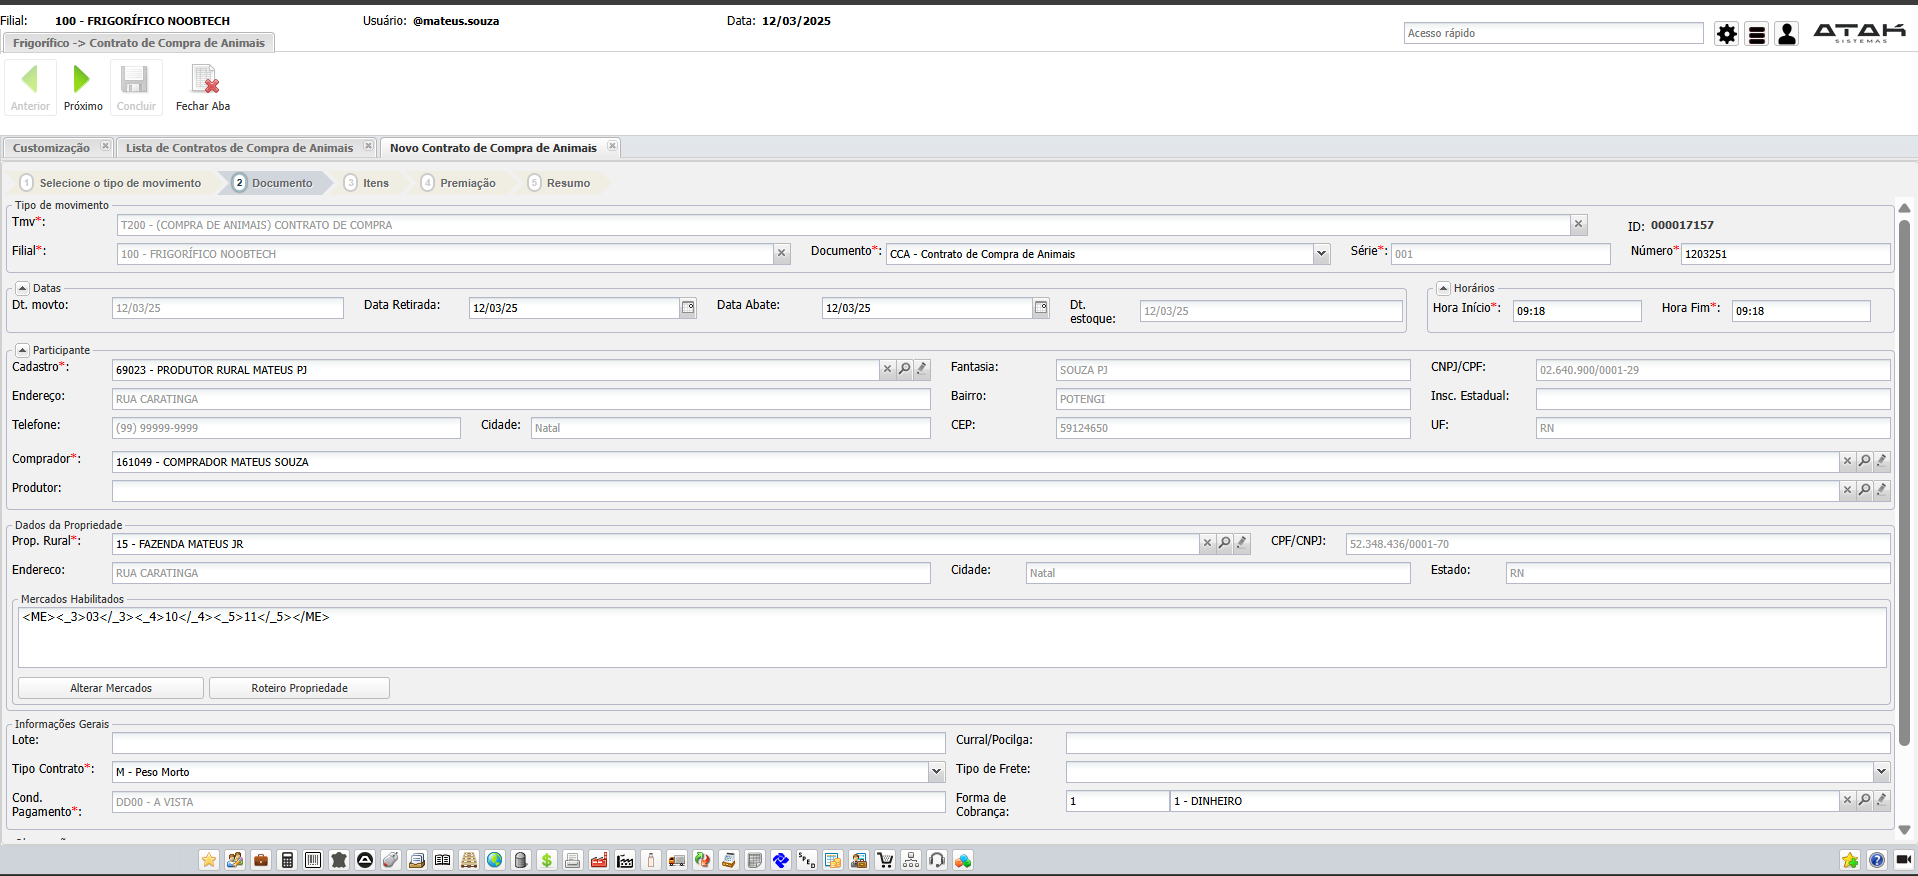 Filial: 100 - FRIGORÍFICO NOOBTECH Usuário: @mateus.souza Data: 12/03/2025
Frigorífico -> Contrato de Compra de Animais
Acesso rápido
ATAK
SISTEMAS
Anterior Próximo Concluir Fechar Aba
Customização Lista de Contratos de Compra de Animais Novo Contrato de Compra de Animais
1 Selecione o tipo de movimento 2 Documento 3 Itens 4 Premiação 5 Resumo
Tipo de movimento
Tmv*: T200 - (COMPRA DE ANIMAIS) CONTRATO DE COMPRA ID: 000017157
Filial*: 100 - FRIGORÍFICO NOOBTECH Documento*: CCA - Contrato de Compra de Animais Série*: 001 Número* 1203251
Datas Horários
Dt. movto: 12/03/25 Data Retirada: 12/03/25 Data Abate: 12/03/25 Dt. estoque: 12/03/25 Hora Início*: 09:18 Hora Fim*: 09:18
Participante
Cadastro*: 69023 - PRODUTOR RURAL MATEUS PJ Fantasia: SOUZA PJ CNPJ/CPF: 02.640.900/0001-29
Endereço: RUA CARATINGA Bairro: POTENGI Insc. Estadual:
Telefone: (99) 99999-9999 Cidade: Natal CEP: 59124650 UF: RN
Comprador*: 161049 - COMPRADOR MATEUS SOUZA
Produtor:
Dados da Propriedade
Prop. Rural*: 15 - FAZENDA MATEUS JR CPF/CNPJ: 52.348.436/0001-70
Endereco: RUA CARATINGA Cidade: Natal Estado: RN
Mercados Habilitados
<ME><_3>03</_3><_4>10</_4><_5>11</_5></ME>
Alterar Mercados Roteiro Propriedade
Informações Gerais
Lote: Curral/Pocilga:
Tipo Contrato*: M - Peso Morto Tipo de Frete:
Cond. Pagamento*: DD00 - A VISTA Forma de Cobrança: 1 1 - DINHEIRO
SPED